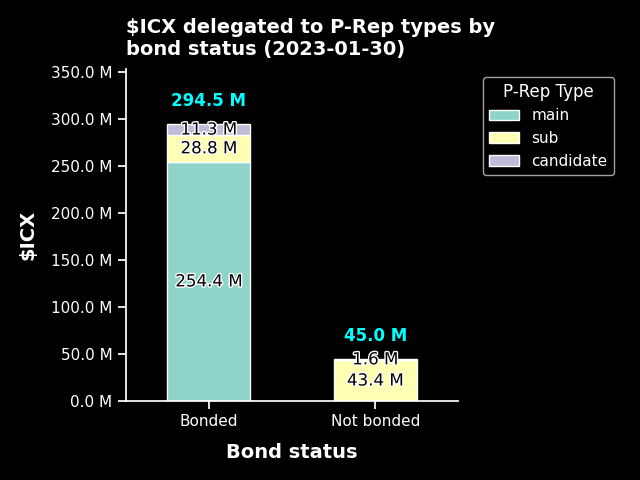 $ICX delegated to P-Rep types by
bond status (2023-01-30)
350.0 M
300.0 M
250.0 M
200.0 M
150.0 M
100.0 M
50.0 M
0.0 M
$ICX
294.5 M
11.3 M
28.8 M
254.4 M
45.0 M
1.6 M
43.4 M
Bonded
Not bonded
Bond status
P-Rep Type
main
sub
candidate